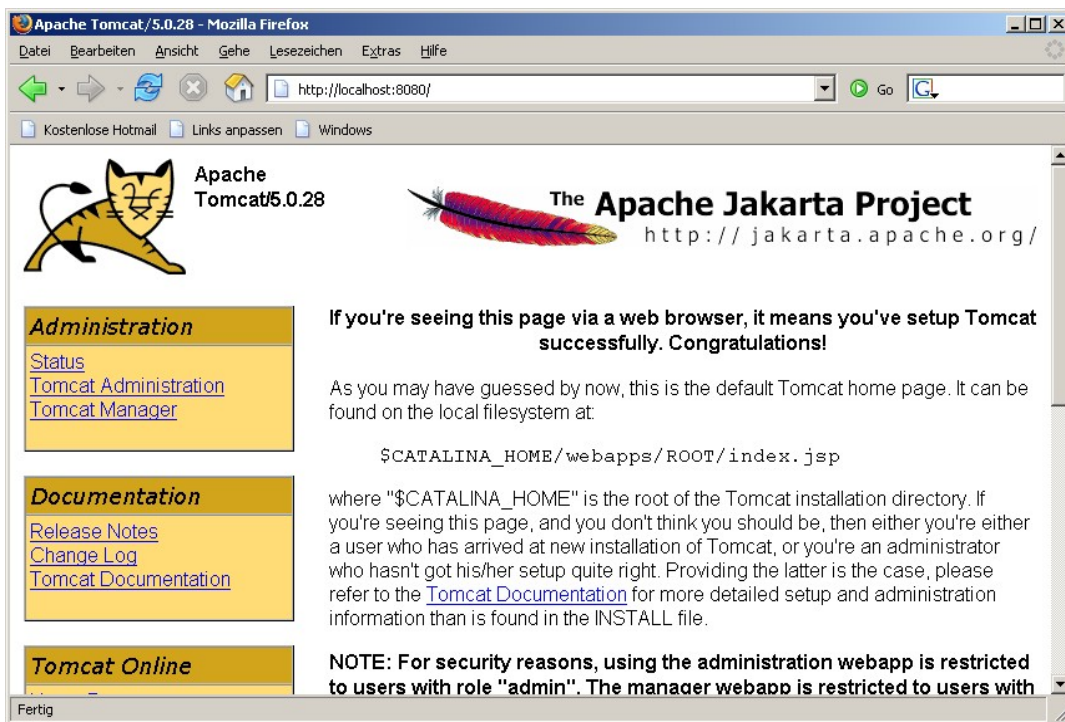 Apache Tomcat/5.0.28 - Mozilla Firefox
Datei Bearbeiten Ansicht Gehe Lesezeichen Extras Hilfe
http://localhost:8080/ Go
Kostenlose Hotmail Links anpassen Windows
Apache
Tomcat/5.0.28
The Apache Jakarta Project
http://jakarta.apache.org/
Administration
Status
Tomcat Administration
Tomcat Manager
Documentation
Release Notes
Change Log
Tomcat Documentation
Tomcat Online
If you're seeing this page via a web browser, it means you've setup Tomcat
successfully. Congratulations!
As you may have guessed by now, this is the default Tomcat home page. It can be
found on the local filesystem at:
$CATALINA_HOME/webapps/ROOT/index.jsp
where "$CATALINA_HOME" is the root of the Tomcat installation directory. If
you're seeing this page, and you don't think you should be, then either you're either
a user who has arrived at new installation of Tomcat, or you're an administrator
who hasn't got his/her setup quite right. Providing the latter is the case, please
refer to the Tomcat Documentation for more detailed setup and administration
information than is found in the INSTALL file.
NOTE: For security reasons, using the administration webapp is restricted
to users with role "admin". The manager webapp is restricted to users with
Fertig